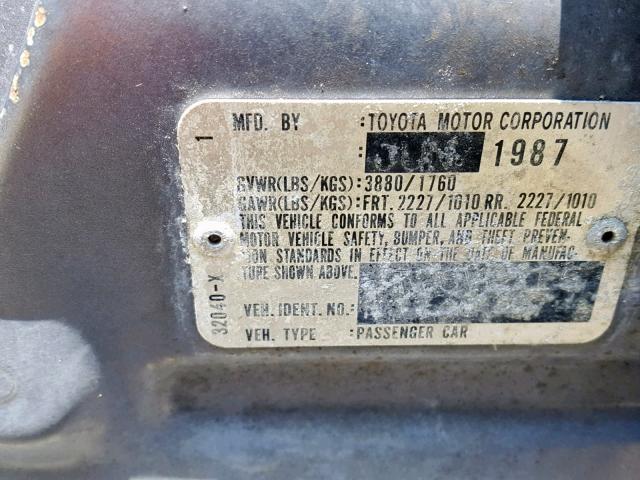 MFD. BY :TOYOTA MOTOR CORPORATION
: 1987
GVWR(LBS/KGS):3880/1760
GAWR(LBS/KGS):FRT. 2227/1010 RR. 2227/1010
THIS VEHICLE CONFORMS TO ALL APPLICABLE FEDERAL
MOTOR VEHICLE SAFETY, BUMPER, AND THEFT PREVEN-
TION STANDARDS IN EFFECT ON THE DATE OF MANUFAC-
TURE SHOWN ABOVE.
VEH. IDENT. NO.:
VEH. TYPE :PASSENGER CAR
32040-X 1